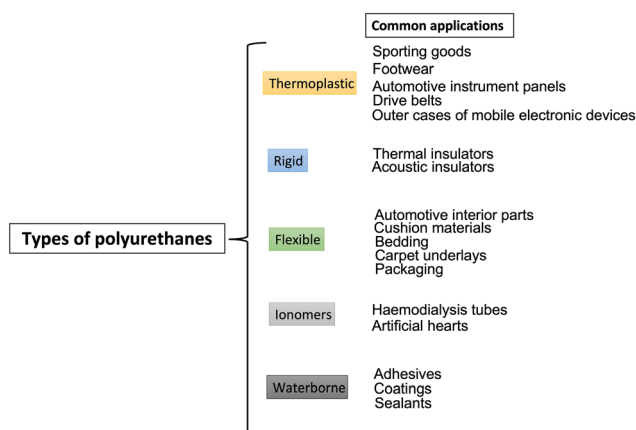 Common applications
Sporting goods
Footwear
Thermoplastic
Automotive instrument panels
Drive belts
Outer cases of mobile electronic devices
Rigid
Thermal insulators
Acoustic insulators
Types of polyurethanes
Flexible
Automotive interior parts
Cushion materials
Bedding
Carpet underlays
Packaging
Ionomers
Haemodialysis tubes
Artificial hearts
Waterborne
Adhesives
Coatings
Sealants